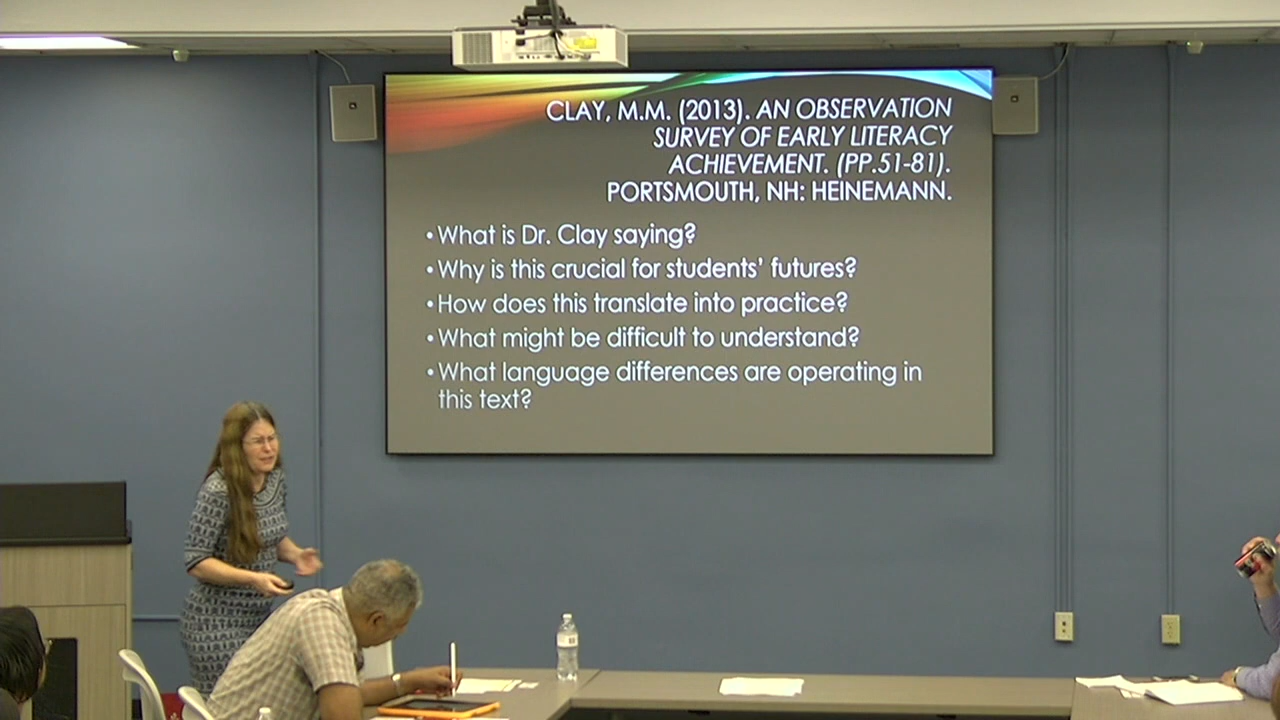 CLAY, M.M. (2013). AN OBSERVATION
SURVEY OF EARLY LITERACY
ACHIEVEMENT. (PP.51-81).
PORTSMOUTH, NH: HEINEMANN.
• What is Dr. Clay saying?
• Why is this crucial for students' futures?
• How does this translate into practice?
• What might be difficult to understand?
• What language differences are operating in
this text?